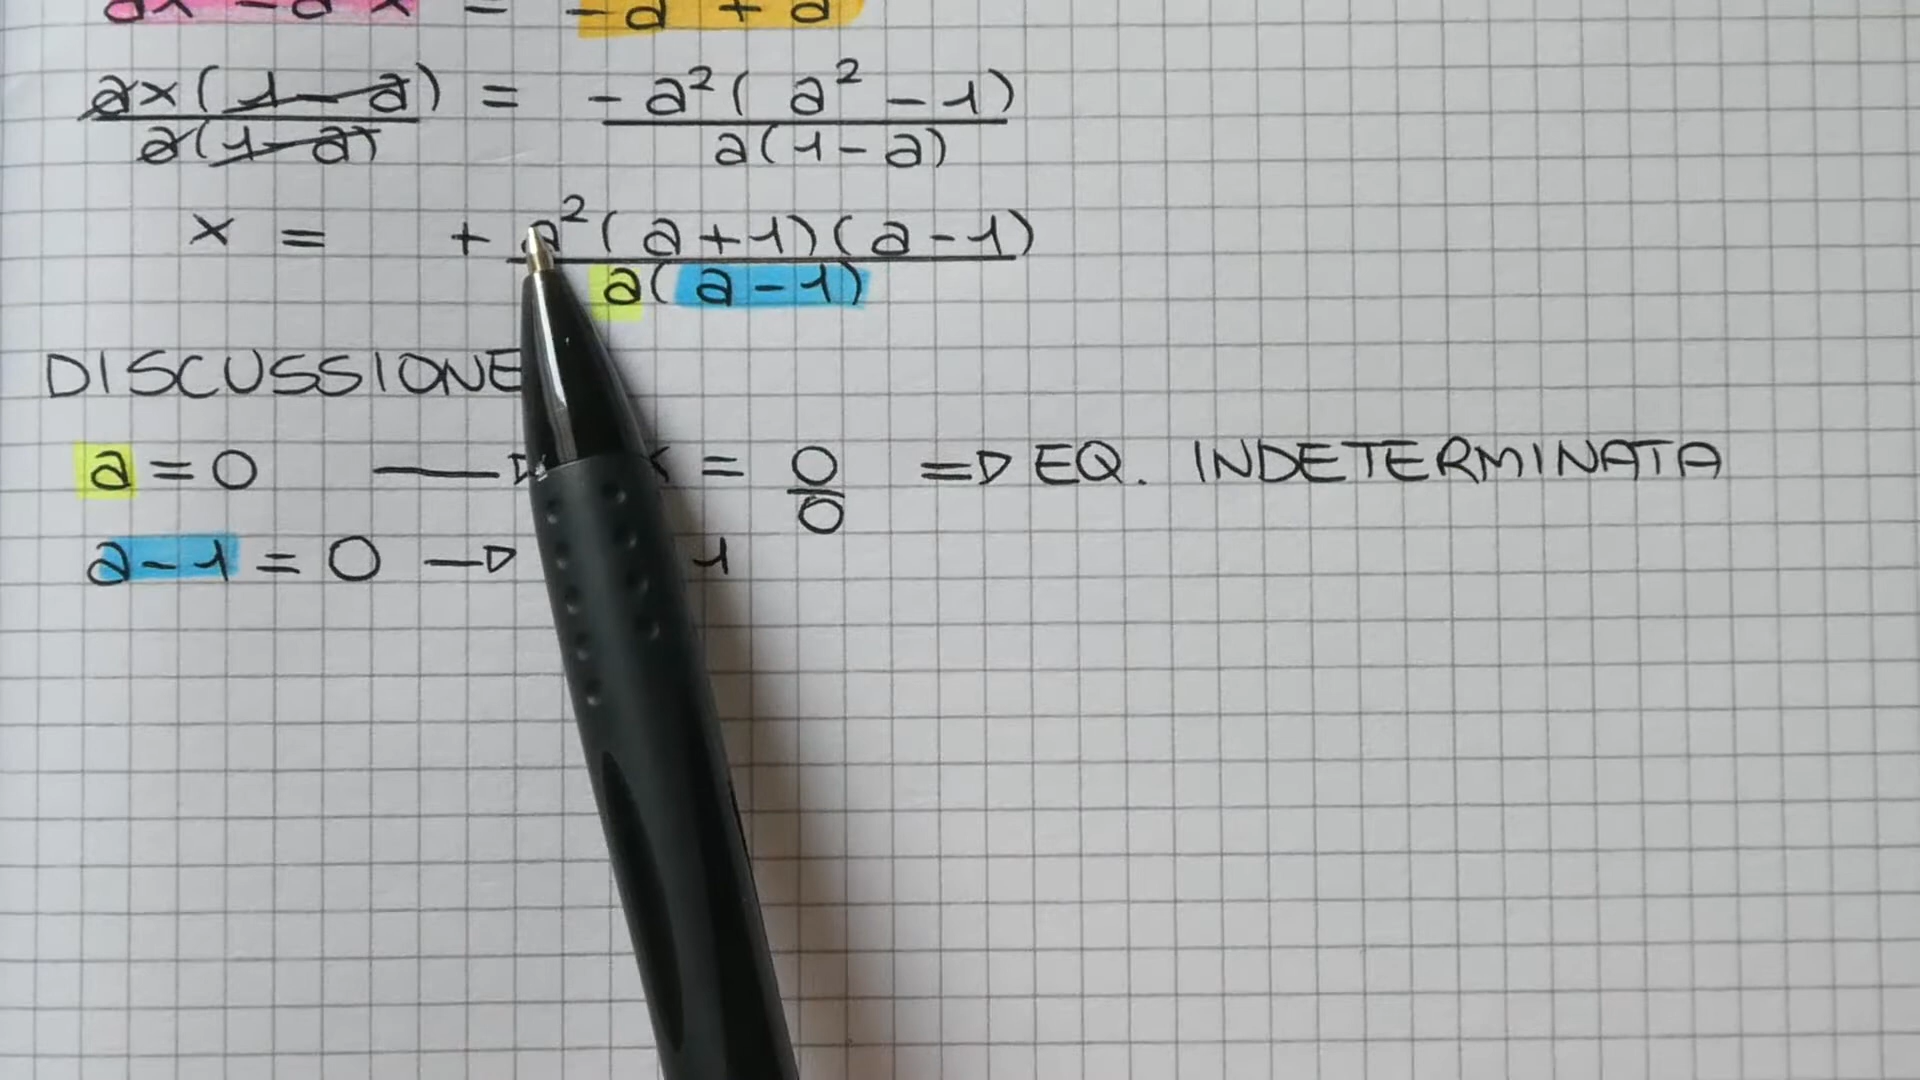 ax(1-a) / a(1-a) = -a²(a²-1) / a(1-a)
x = + a²(a+1)(a-1) / a(a-1)
DISCUSSIONE
a = 0 → x = 0/0 ⇒ EQ. INDETERMINATA
a-1 = 0 → 1